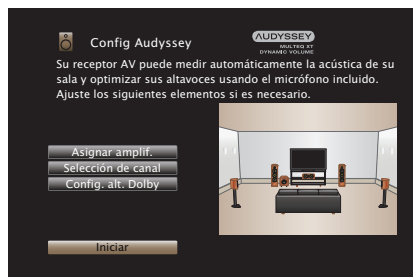 Config Audyssey
AUDYSSEY
MULTEQ XT
DYNAMIC VOLUME
Su receptor AV puede medir automáticamente la acústica de su
sala y optimizar sus altavoces usando el micrófono incluido.
Ajuste los siguientes elementos si es necesario.
Asignar amplif.
Selección de canal
Config. alt. Dolby
Iniciar